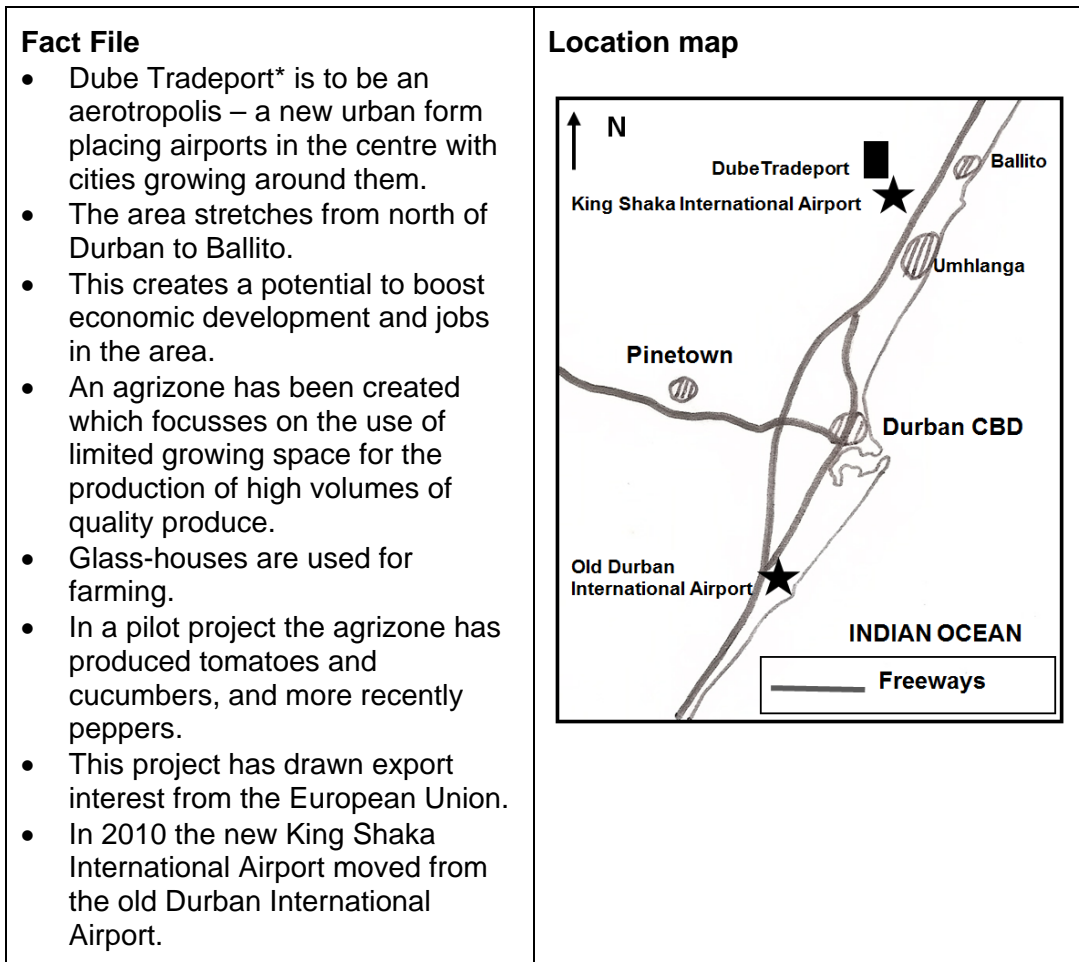 Fact File
• Dube Tradeport* is to be an
aerotropolis – a new urban form
placing airports in the centre with
cities growing around them.
• The area stretches from north of
Durban to Ballito.
• This creates a potential to boost
economic development and jobs
in the area.
• An agrizone has been created
which focusses on the use of
limited growing space for the
production of high volumes of
quality produce.
• Glass-houses are used for
farming.
• In a pilot project the agrizone has
produced tomatoes and
cucumbers, and more recently
peppers.
• This project has drawn export
interest from the European Union.
• In 2010 the new King Shaka
International Airport moved from
the old Durban International
Airport.
Location map
N
Dube Tradeport
Ballito
King Shaka International Airport
Umhlanga
Pinetown
Durban CBD
Old Durban
International Airport
INDIAN OCEAN
Freeways